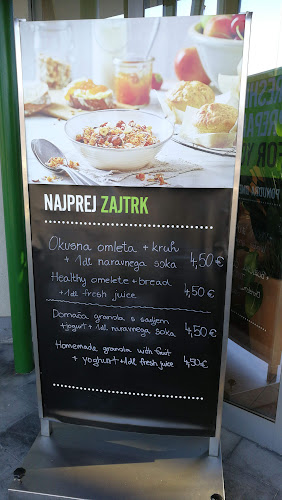 NAJPREJ ZAJTRK
Okusna omleta + kruh
+ 1dl naravnega soka 4,50€
Healthy omelete + bread
+ 1dl fresh juice 4,50€
Domača granola s sadjem
+ Jogurt + 1dl naravnega soka 4,50€
Homemade granola with fruit
+ yoghurt + 1dl fresh juice 4,50€
FOR Y